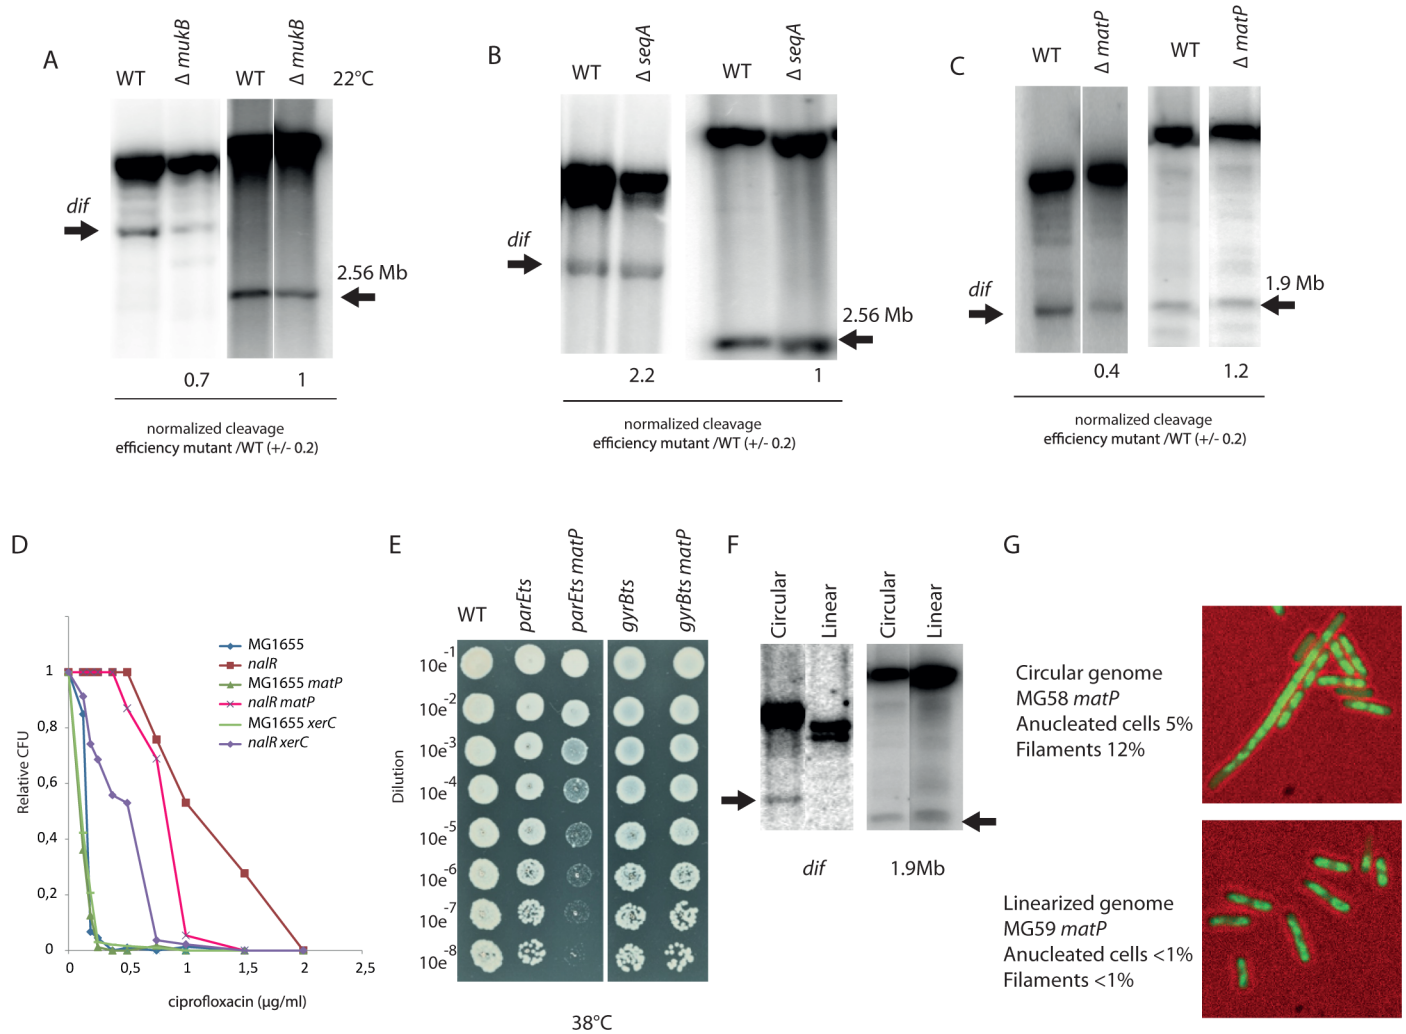 A
WT
Δ mukB
WT
Δ mukB
22°C
dif
2.56 Mb
0.7
1
normalized cleavage
efficiency mutant /WT (+/- 0.2)
B
WT
Δ seqA
WT
Δ seqA
dif
2.56 Mb
2.2
1
normalized cleavage
efficiency mutant /WT (+/- 0.2)
C
WT
Δ matP
WT
Δ matP
dif
1.9 Mb
0.4
1.2
normalized cleavage
efficiency mutant /WT (+/- 0.2)
D
Relative CFU
1
0,8
0,6
0,4
0,2
0
0
0,5
1
1,5
2
2,5
ciprofloxacin (µg/ml)
MG1655
nalR
MG1655 matP
nalR matP
MG1655 xerC
nalR xerC
E
WT
parEts
parEts matP
gyrBts
gyrBts matP
Dilution
10e-1
10e-2
10e-3
10e-4
10e-5
10e-6
10e-7
10e-8
38°C
F
Circular
Linear
Circular
Linear
dif
1.9Mb
G
Circular genome
MG58 matP
Anucleated cells 5%
Filaments 12%
Linearized genome
MG59 matP
Anucleated cells <1%
Filaments <1%